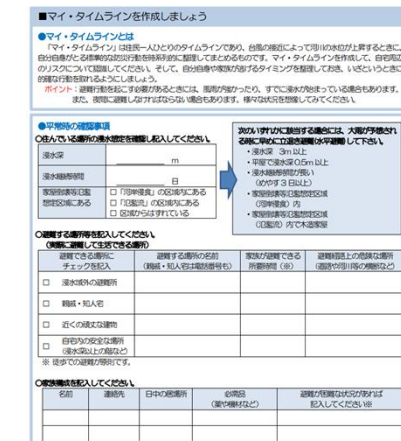 ■マイ・タイムラインを作成しましょう
●マイ・タイムラインとは
「マイ・タイムライン」は住民一人ひとりのタイムラインであり、台風の接近よって河川の水位が上昇するときに、
自分自身がとる標準的な防災行動を時系列的に整理してまとめるものです。マイ・タイムラインを作成して、自宅周辺
のリスクについて認識してください。そして、自分自身や家族が逃げるタイミングを整理しておき、いざというときに
的確な行動を取れるようにしましょう。
ポイント：避難行動を起こす必要があるときには、風雨が強かったり、すでに浸水が始まっている場合もあります。
また、夜間に避難しなければならない場合もあります。様々な状況を想像してみてください。
●平常時の確認事項
○住んでいる場所の浸水想定を確認し記入してください。
浸水深 m
浸水継続時間 日
家屋倒壊等氾濫
想定区域にある
□ 「河岸侵食」の区域内にある
□ 「氾濫流」の区域内にある
□ 区域からはずれている
次のいずれかに該当する場合には、大雨が予想され
る時に早めに立退き避難(水平避難)して下さい。
・浸水深 3m以上
・平屋で浸水深0.5m以上
・浸水継続時間が長い
（めやす3日以上）
・家屋倒壊等氾濫想定区域
（河岸侵食）内
・家屋倒壊等氾濫想定区域
（氾濫流）内で木造家屋
○避難する場所等を記入してください。
（実際に避難して生活できる場所）
避難できる場所に
チェックを記入
避難する場所の名前
（親戚・知人宅は電話番号も）
家族が避難できる
所要時間（※）
避難経路上の危険な場所
（道路や河川等の横断など）
□ 浸水域外の避難所
□ 親戚・知人宅
□ 近くの頑丈な建物
□ 自宅内の安全な場所
（浸水深以上の階など）
※ 徒歩での避難が原則です。
○家族構成を記入してください。
名前 連絡先 日中の居場所 必需品
（薬や機材など）
避難が困難な状況があれば
記入してください※